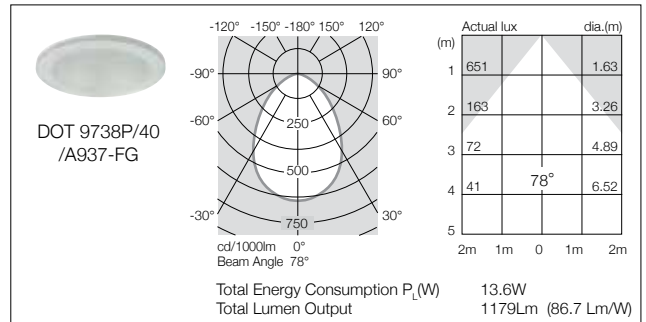 DOT 9738P/40
/A937-FG
-120° -150° -180° 150° 120°
-90° 90°
-60° 60°
-30° 30°
250
500
750
cd/1000lm 0°
Beam Angle 78°
Actual lux dia.(m)
(m)
1 651 1.63
2 163 3.26
3 72 4.89
4 41 78° 6.52
5
2m 1m 0 1m 2m
Total Energy Consumption PL(W) 13.6W
Total Lumen Output 1179Lm (86.7 Lm/W)